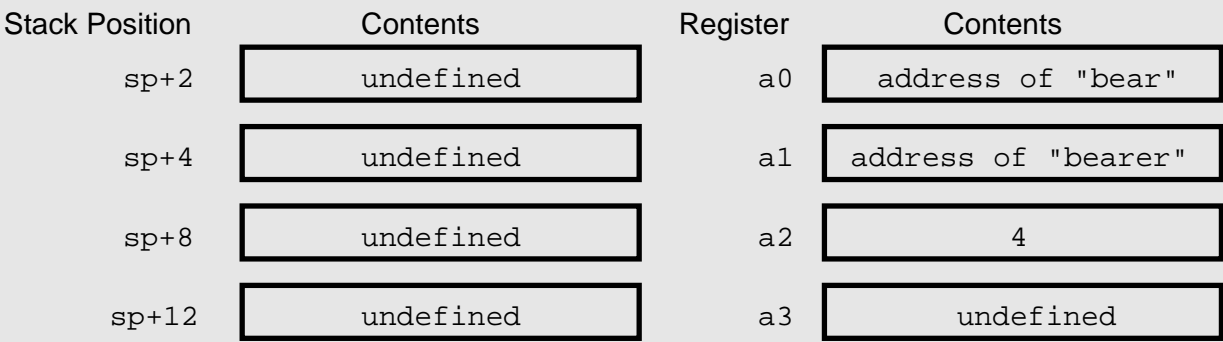 Stack Position Contents Register Contents
sp+2 undefined a0 address of "bear"
sp+4 undefined a1 address of "bearer"
sp+8 undefined a2 4
sp+12 undefined a3 undefined